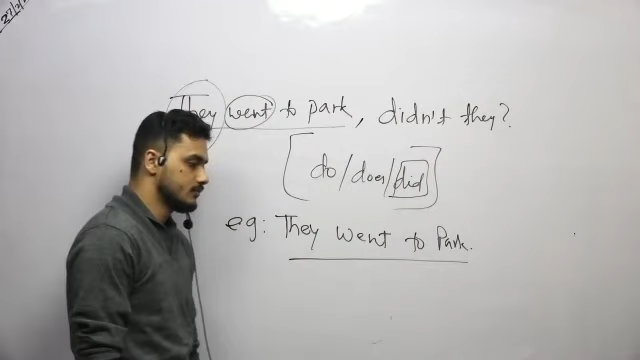 They went to park, didn't they?
[do/does/did]
eg: They went to Park.